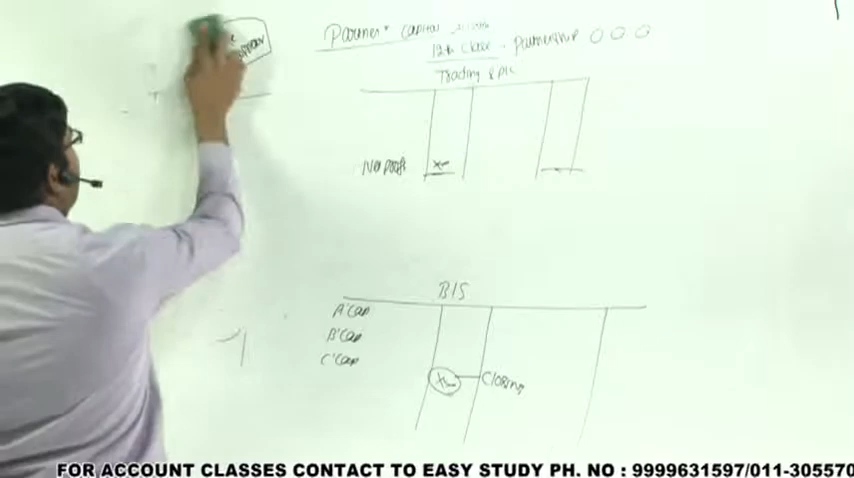 Partner's Capital
12th Class - Partnership
Trading & P/L
Net profit
B/S
A'Cap
B'Cap
C'Cap
Closing
FOR ACCOUNT CLASSES CONTACT TO EASY STUDY PH. NO : 9999631597/011-305570